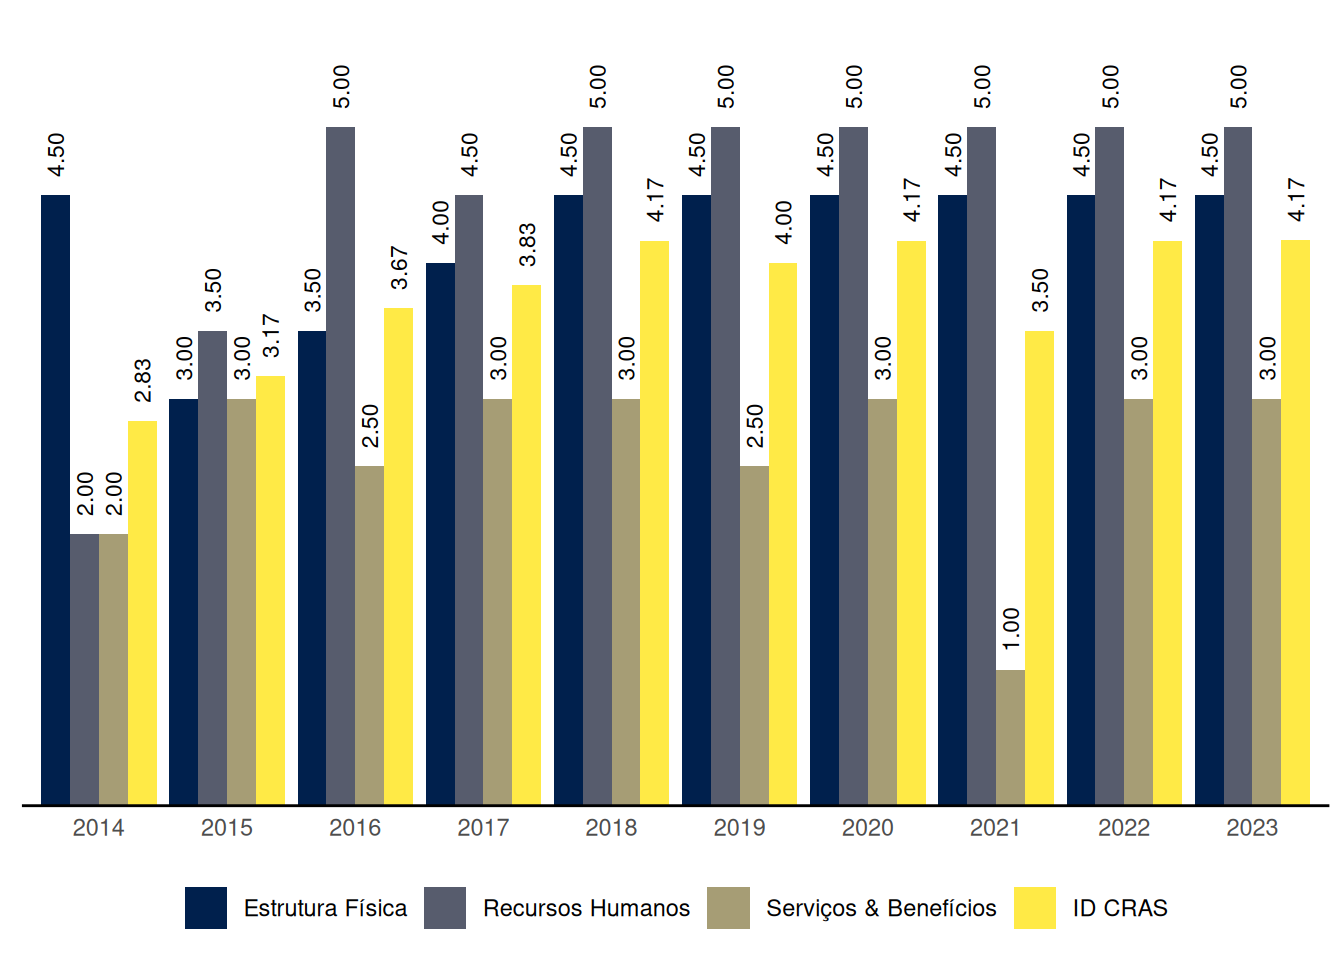 4.50 2.00 2.00 2.83
3.00 3.50 3.00 3.17
3.50 5.00 2.50 3.67
4.00 4.50 3.00 3.83
4.50 5.00 3.00 4.17
4.50 5.00 2.50 4.00
4.50 5.00 3.00 4.17
4.50 5.00 1.00 3.50
4.50 5.00 3.00 4.17
4.50 5.00 3.00 4.17
2014 2015 2016 2017 2018 2019 2020 2021 2022 2023
Estrutura Física Recursos Humanos Serviços & Benefícios ID CRAS